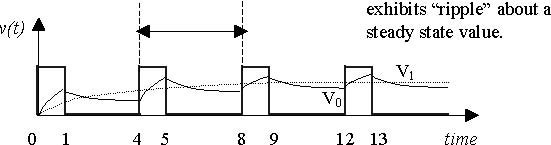 exhibits “ripple” about a
steady state value.
v(t)
V₁
V₀
0 1 4 5 8 9 12 13 time